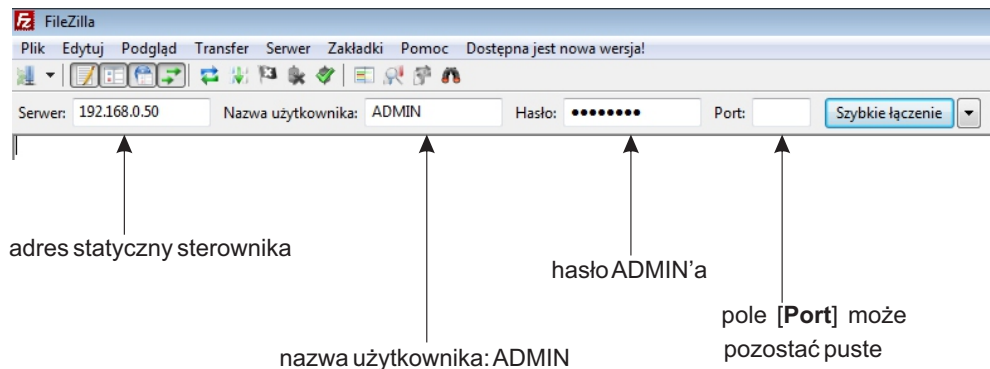 FileZilla
Plik Edytuj Podgląd Transfer Serwer Zakładki Pomoc Dostępna jest nowa wersja!
Serwer: 192.168.0.50 Nazwa użytkownika: ADMIN Hasło: ●●●●●●●● Port: Szybkie łączenie
adres statyczny sterownika
hasło ADMIN'a
pole [Port] może
pozostać puste
nazwa użytkownika: ADMIN